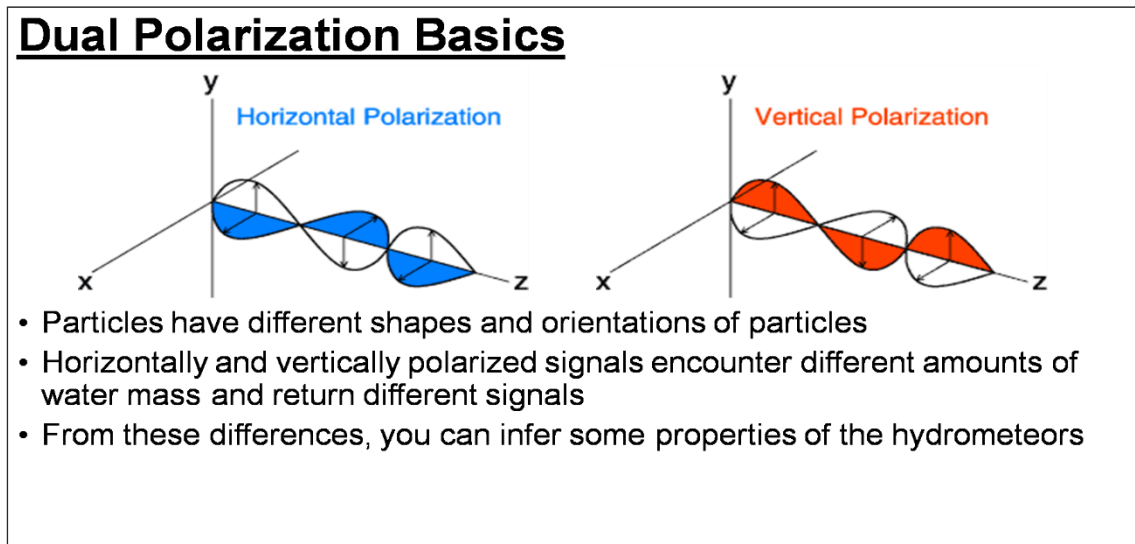 Dual Polarization Basics
y
Horizontal Polarization
x
z
y
Vertical Polarization
x
z
• Particles have different shapes and orientations of particles
• Horizontally and vertically polarized signals encounter different amounts of
water mass and return different signals
• From these differences, you can infer some properties of the hydrometeors